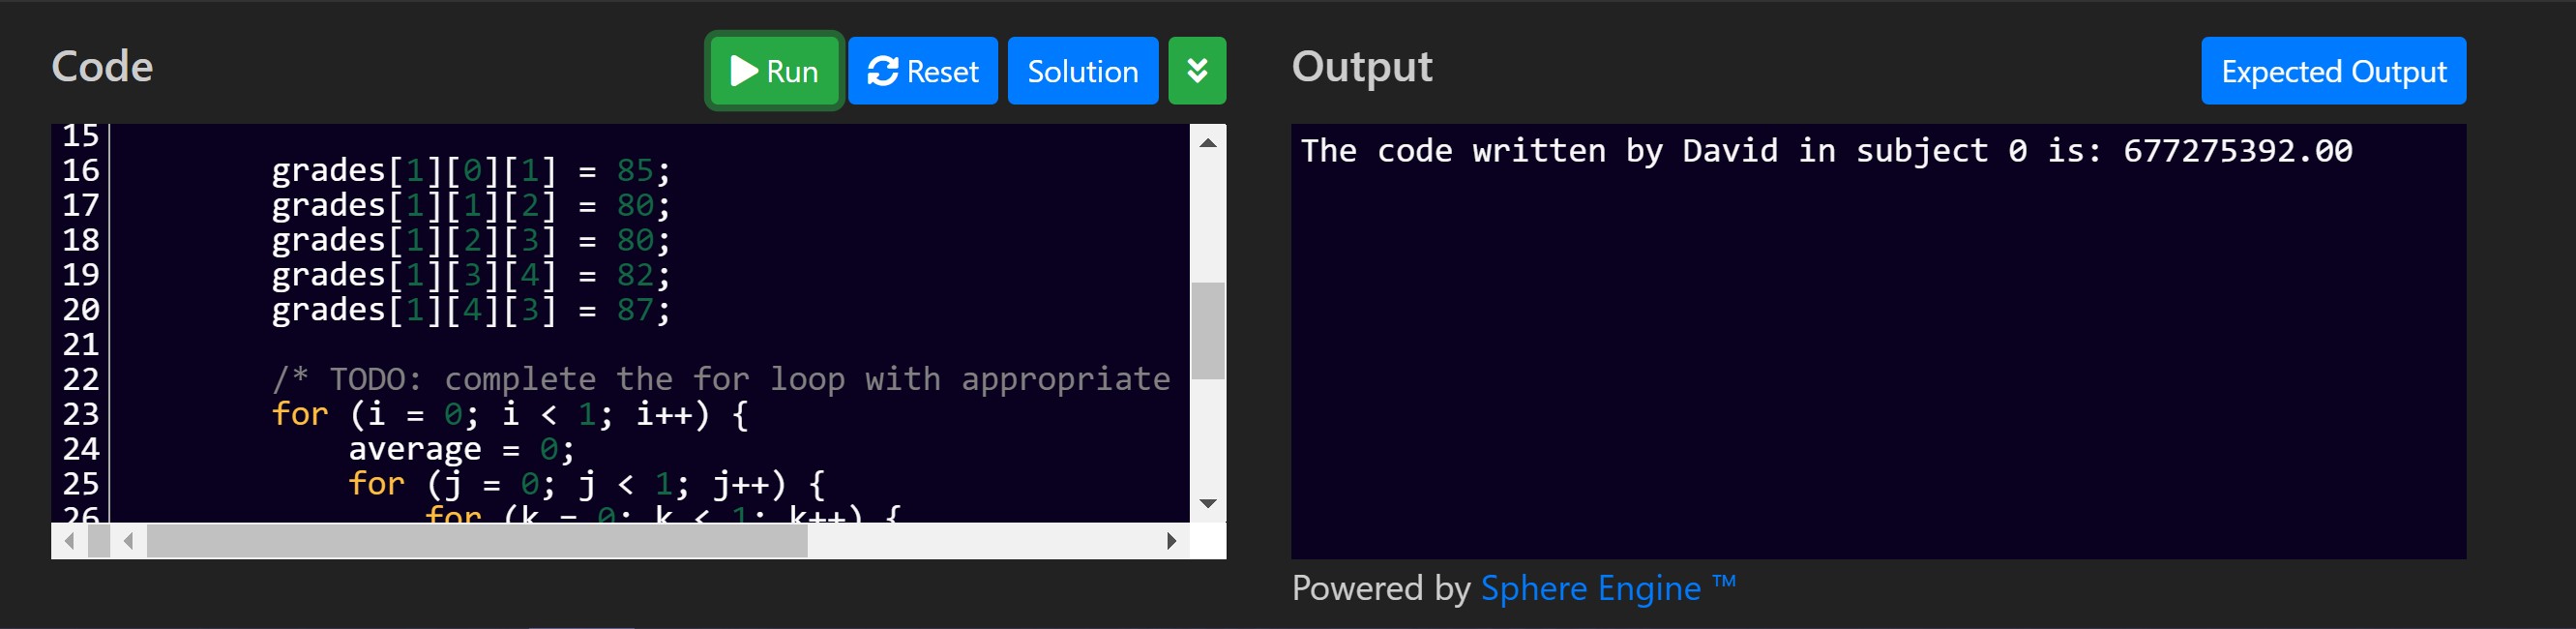 Code
Run Reset Solution
Output
Expected Output
15
16 grades[1][0][1] = 85;
17 grades[1][1][2] = 80;
18 grades[1][2][3] = 80;
19 grades[1][3][4] = 82;
20 grades[1][4][3] = 87;
21
22 /* TODO: complete the for loop with appropriate
23 for (i = 0; i < 1; i++) {
24 average = 0;
25 for (j = 0; j < 1; j++) {
26 for (k = 0; k < 1; k++) {
The code written by David in subject 0 is: 677275392.00
Powered by Sphere Engine ™